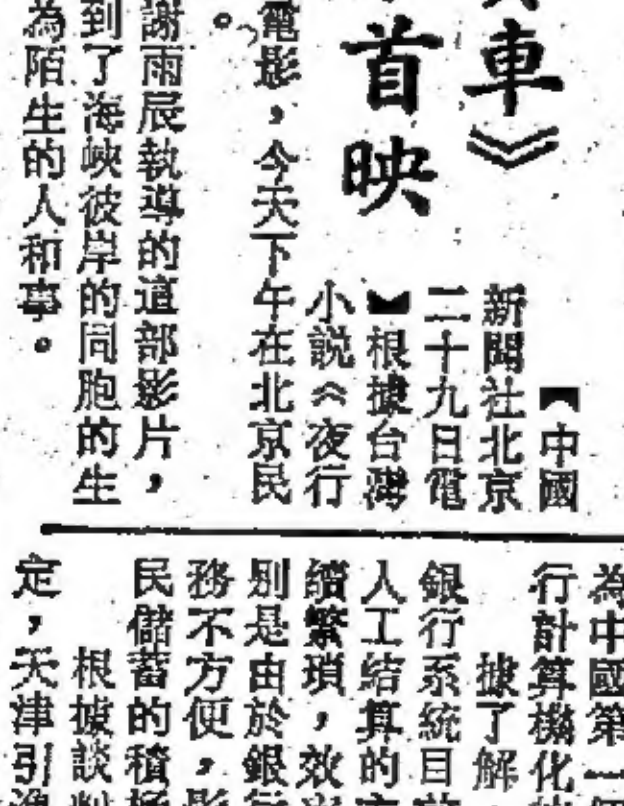 車》
首映
【中國
新聞社北京
二十九日電
】根據台灣
小說《夜行
電影，今天下午在北京民
。
謝雨辰執導的這部影片，
到了海峽彼岸的同胞的生
為陌生的人和事。
為中國第一
行計算機化
據了解
銀行系統目
人工結算的
續繁瑣，效
別是由於銀行
務不方便，影
民儲蓄的積極
根據談判
定，天津引進